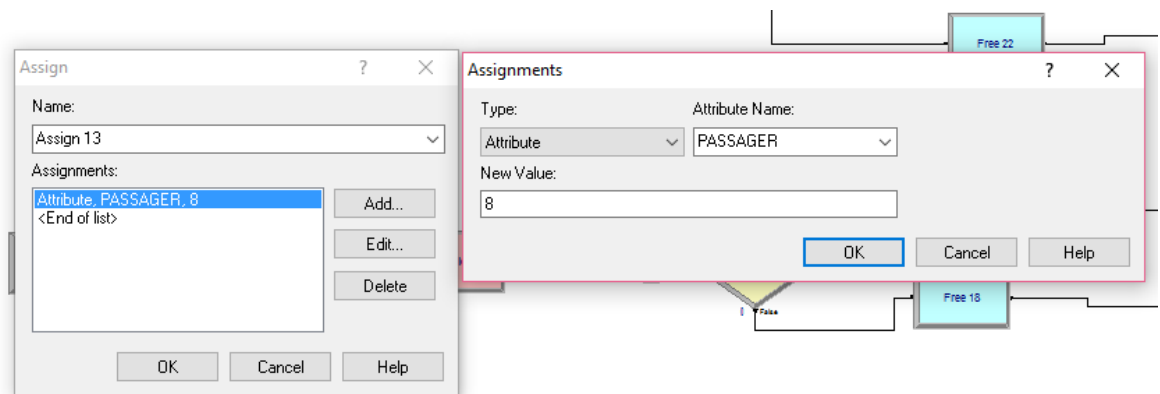 Free 22
Assign ?
Name:
Assign 13
Assignments:
Attribute, PASSAGER, 8
<End of list>
Add...
Edit...
Delete
OK Cancel Help
Assignments ?
Type: Attribute Name:
Attribute PASSAGER
New Value:
8
OK Cancel Help
Free 18
0 False